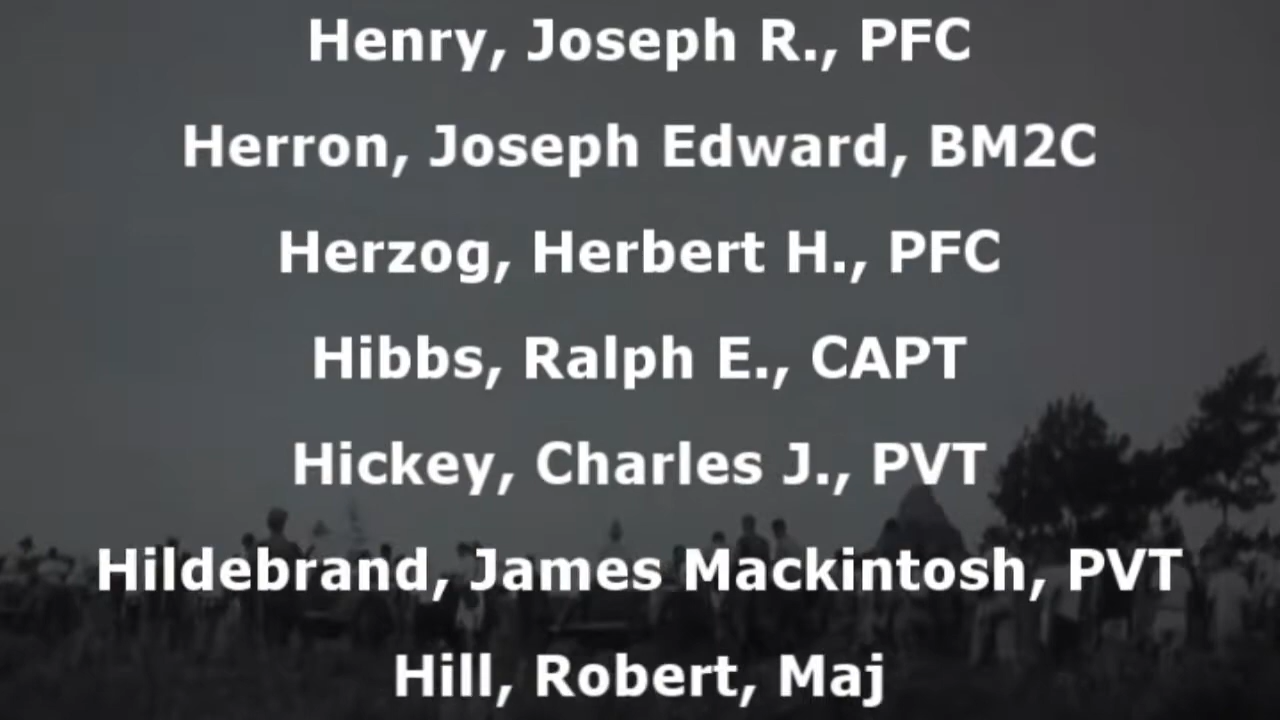 Henry, Joseph R., PFC
Herron, Joseph Edward, BM2C
Herzog, Herbert H., PFC
Hibbs, Ralph E., CAPT
Hickey, Charles J., PVT
Hildebrand, James Mackintosh, PVT
Hill, Robert, Maj